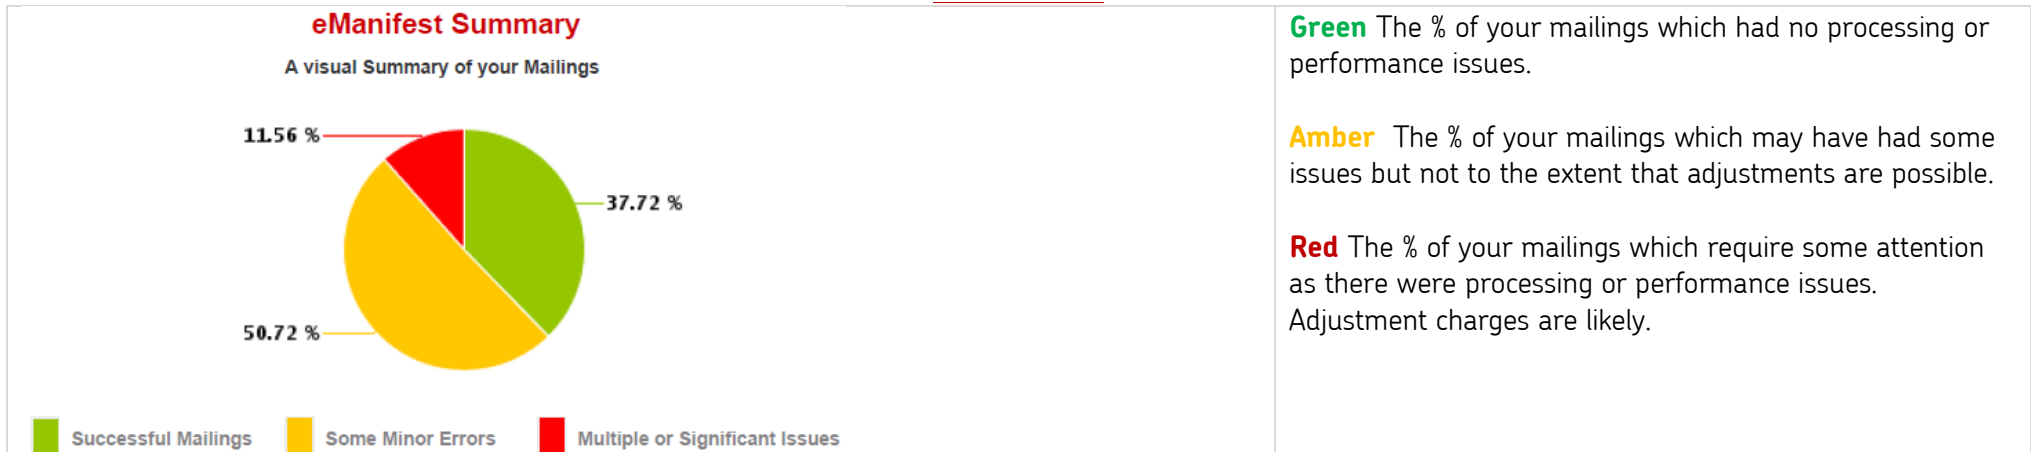 eManifest Summary
A visual Summary of your Mailings
11.56 %
37.72 %
50.72 %
Successful Mailings
Some Minor Errors
Multiple or Significant Issues
Green The % of your mailings which had no processing or
performance issues.
Amber The % of your mailings which may have had some
issues but not to the extent that adjustments are possible.
Red The % of your mailings which require some attention
as there were processing or performance issues.
Adjustment charges are likely.